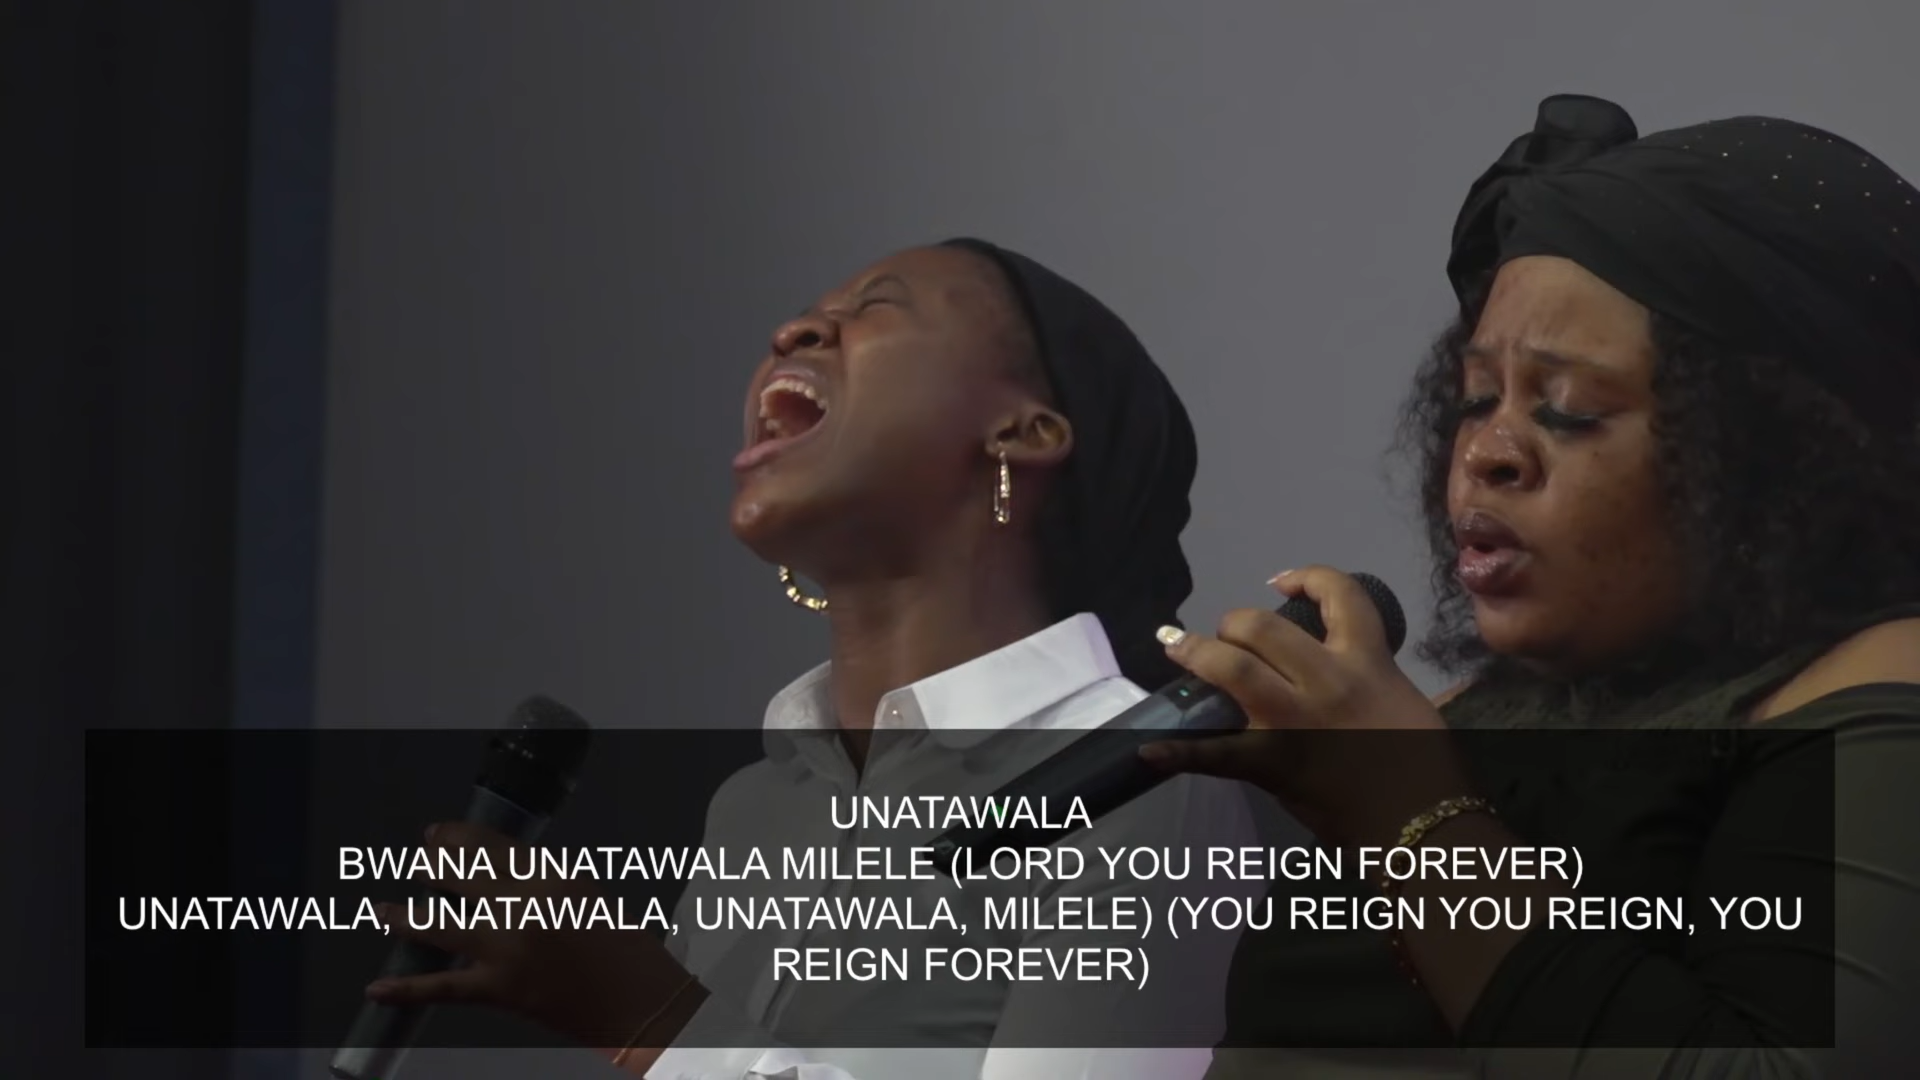 UNATAWALA
BWANA UNATAWALA MILELE (LORD YOU REIGN FOREVER)
UNATAWALA, UNATAWALA, UNATAWALA, MILELE) (YOU REIGN YOU REIGN, YOU
REIGN FOREVER)